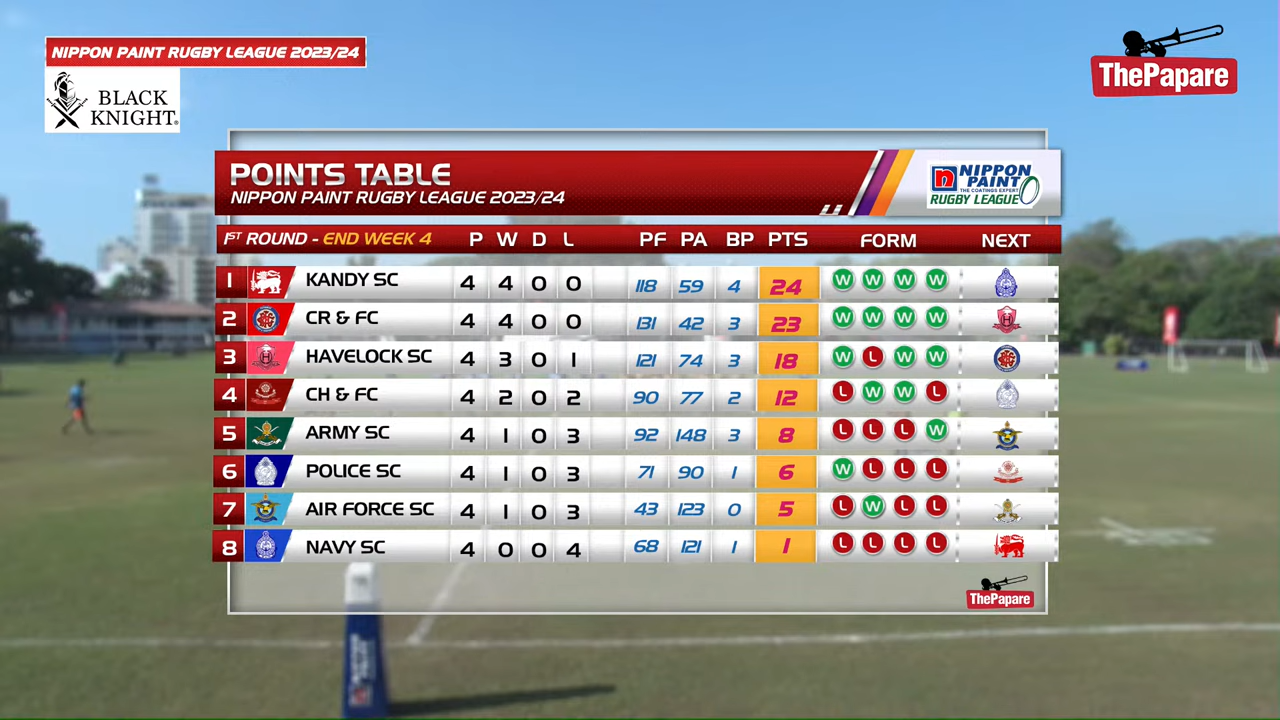 NIPPON PAINT RUGBY LEAGUE 2023/24
BLACK
KNIGHT
ThePapare
POINTS TABLE
NIPPON PAINT RUGBY LEAGUE 2023/24
n NIPPON
PAINT
THE COATINGS EXPERT
RUGBY LEAGUE
1ST ROUND - END WEEK 4 P W D L PF PA BP PTS FORM NEXT
1 KANDY SC 4 4 0 0 118 59 4 24 W W W W
2 CR & FC 4 4 0 0 131 42 3 23 W W W W
3 HAVELOCK SC 4 3 0 1 121 74 3 18 W L W W
4 CH & FC 4 2 0 2 90 77 2 12 L W W L
5 ARMY SC 4 1 0 3 92 148 3 8 L L L W
6 POLICE SC 4 1 0 3 71 90 1 6 W L L L
7 AIR FORCE SC 4 1 0 3 43 123 0 5 L W L L
8 NAVY SC 4 0 0 4 68 121 1 1 L L L L
ThePapare